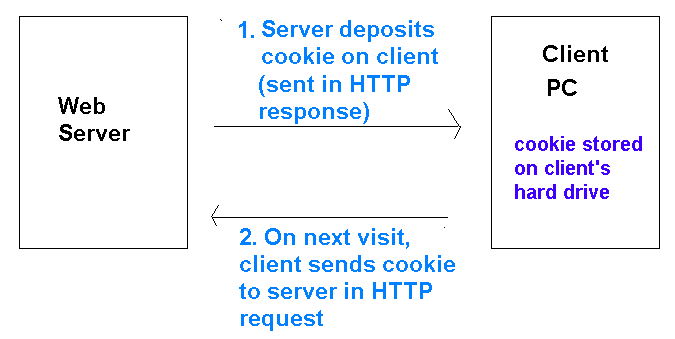 Web
Server
1. Server deposits
cookie on client
(sent in HTTP
response)
Client
PC
cookie stored
on client's
hard drive
2. On next visit,
client sends cookie
to server in HTTP
request